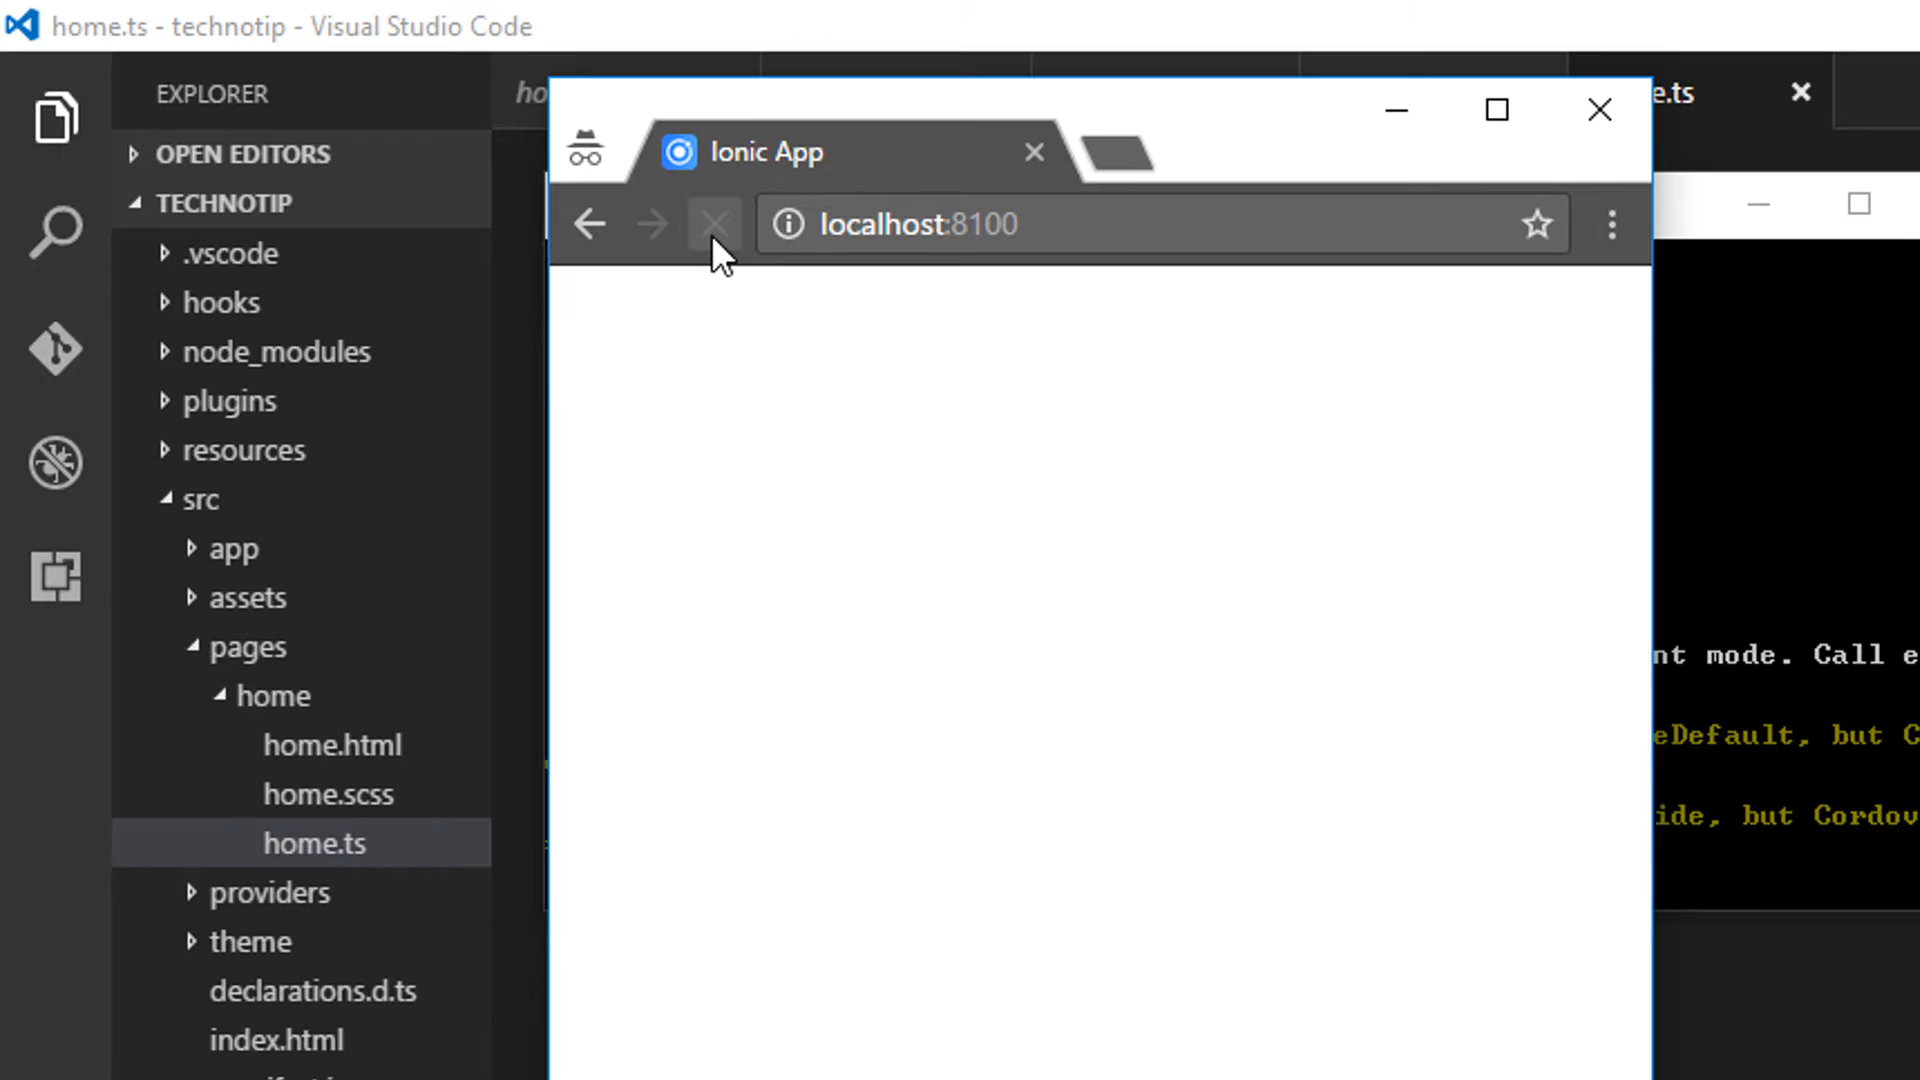 home.ts - technotip - Visual Studio Code
EXPLORER
OPEN EDITORS
TECHNOTIP
.vscode
hooks
node_modules
plugins
resources
src
app
assets
pages
home
home.html
home.scss
home.ts
providers
theme
declarations.d.ts
index.html
ho
e.ts
Ionic App
localhost:8100
nt mode. Call e
eDefault, but C
ide, but Cordov